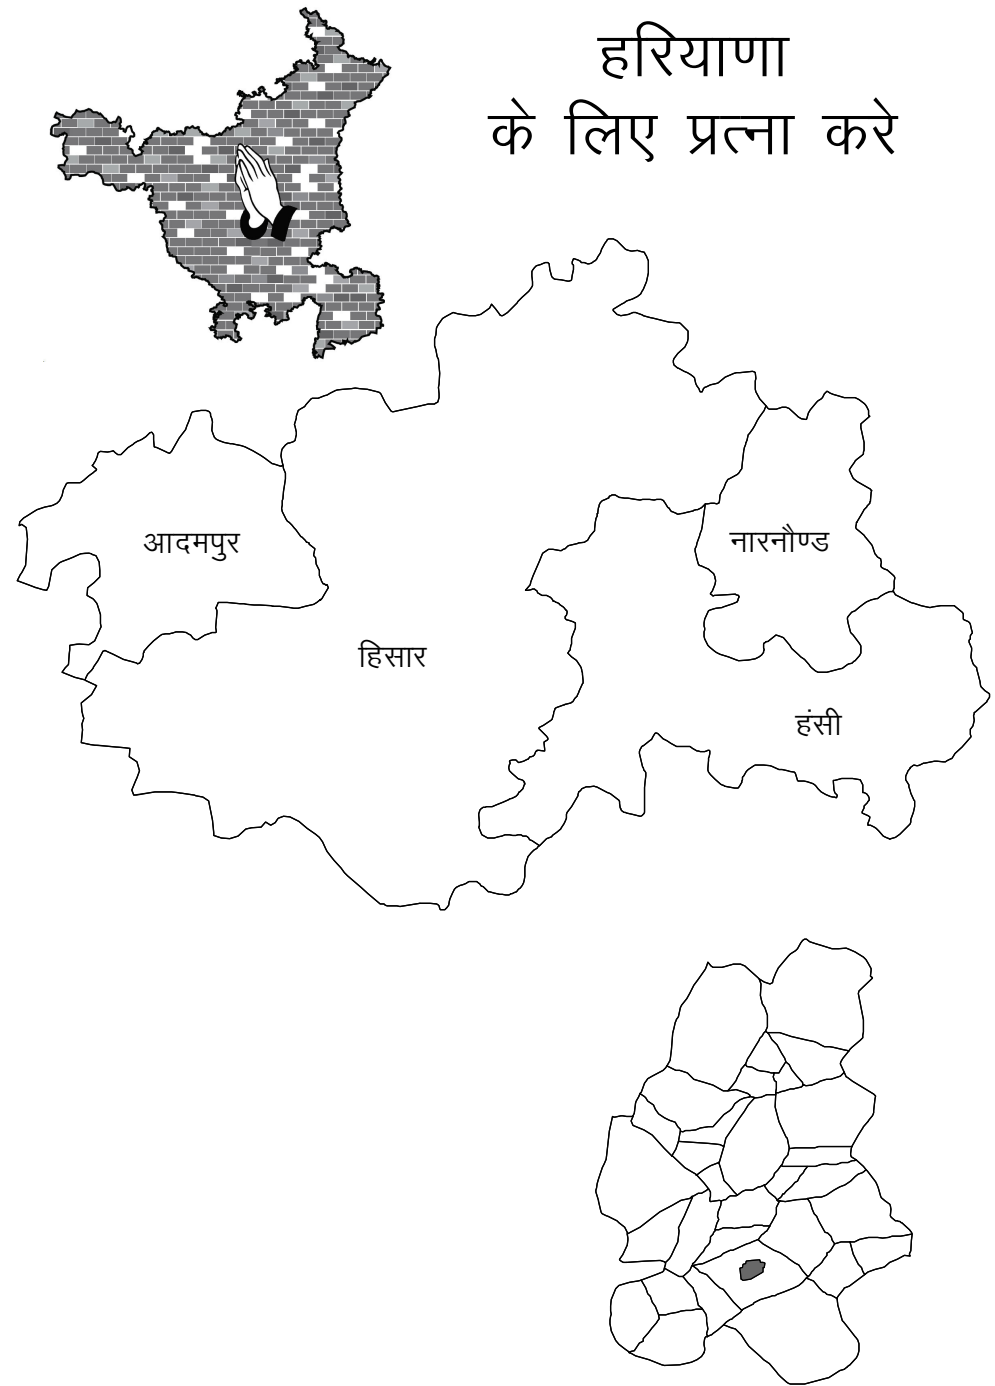 हरियाणा
के लिए प्रत्ना करे
आदमपुर
नारनौण्ड
हिसार
हंसी